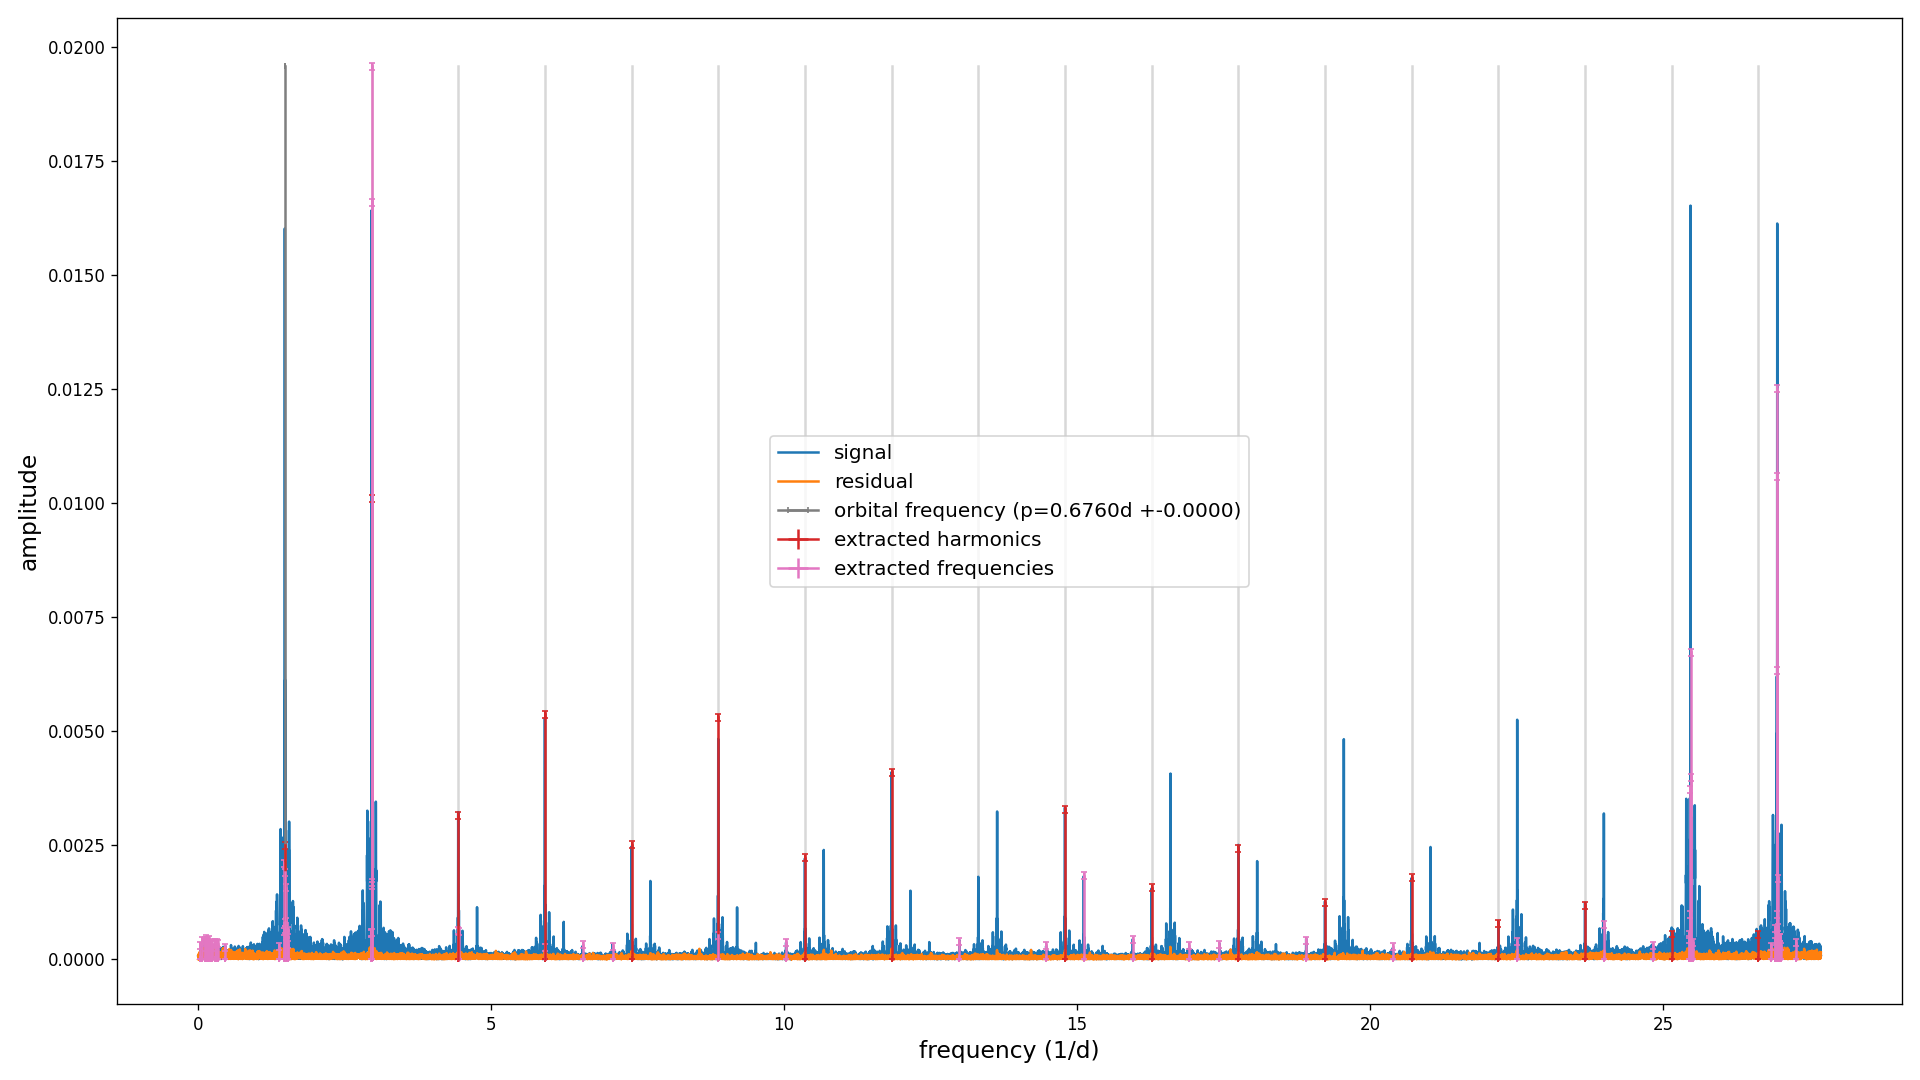 0.0200
0.0175
0.0150
0.0125
0.0100
0.0075
0.0050
0.0025
0.0000
amplitude
signal
residual
orbital frequency (p=0.6760d +-0.0000)
extracted harmonics
extracted frequencies
0 5 10 15 20 25
frequency (1/d)